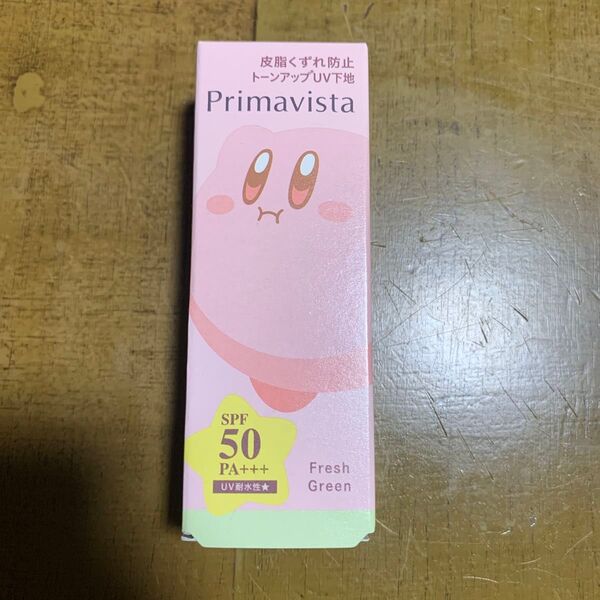 皮脂くずれ防止
トーンアップUV下地
Primavista
SPF
50
PA+++
UV耐水性★
Fresh
Green